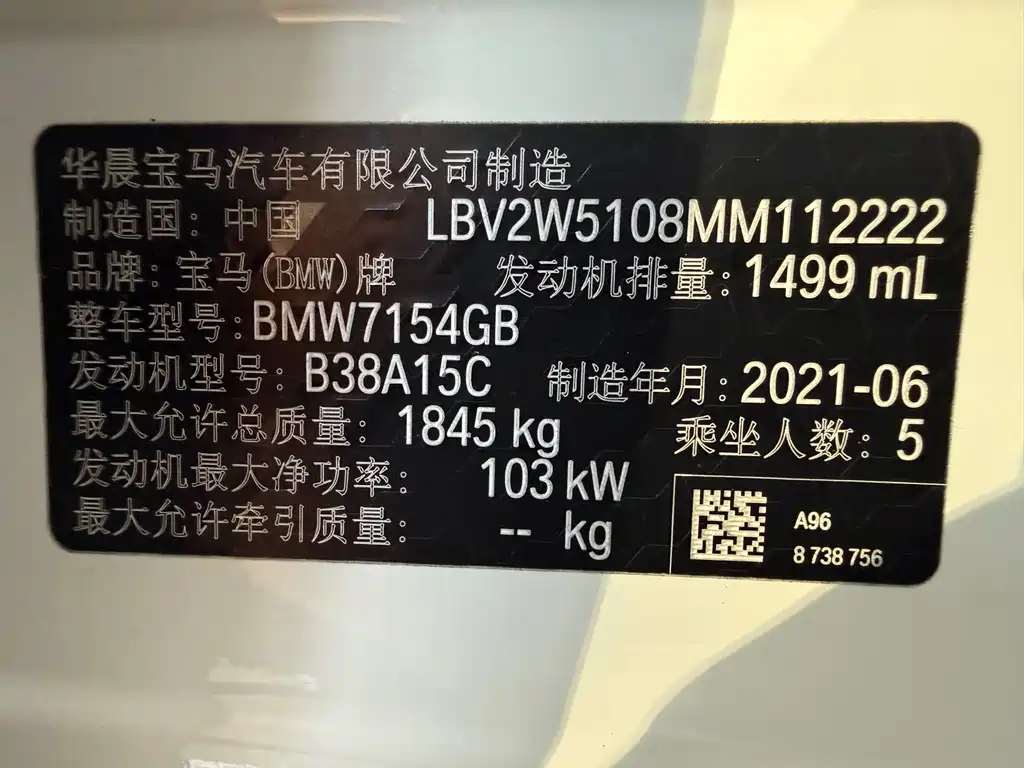 华晨宝马汽车有限公司制造
制造国：中国 LBV2W5108MM112222
品牌：宝马(BMW)牌 发动机排量：1499 mL
整车型号：BMW7154GB
发动机型号：B38A15C 制造年月：2021-06
最大允许总质量：1845 kg 乘坐人数：5
发动机最大净功率：103 kW
最大允许牵引质量：-- kg
A96
8 738 756